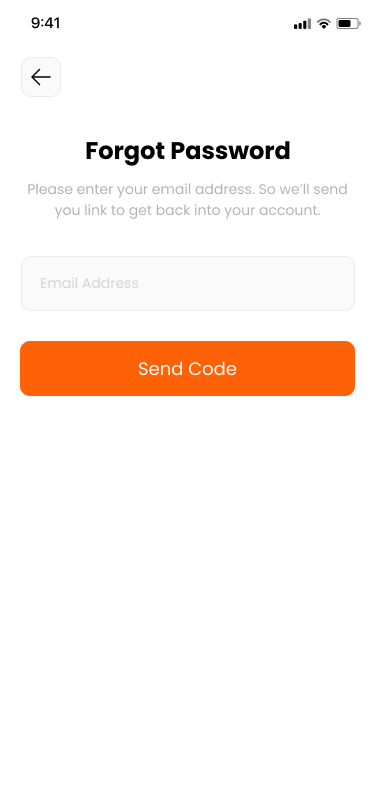 9:41
Forgot Password
Please enter your email address. So we'll send
you link to get back into your account.
Email Address
Send Code